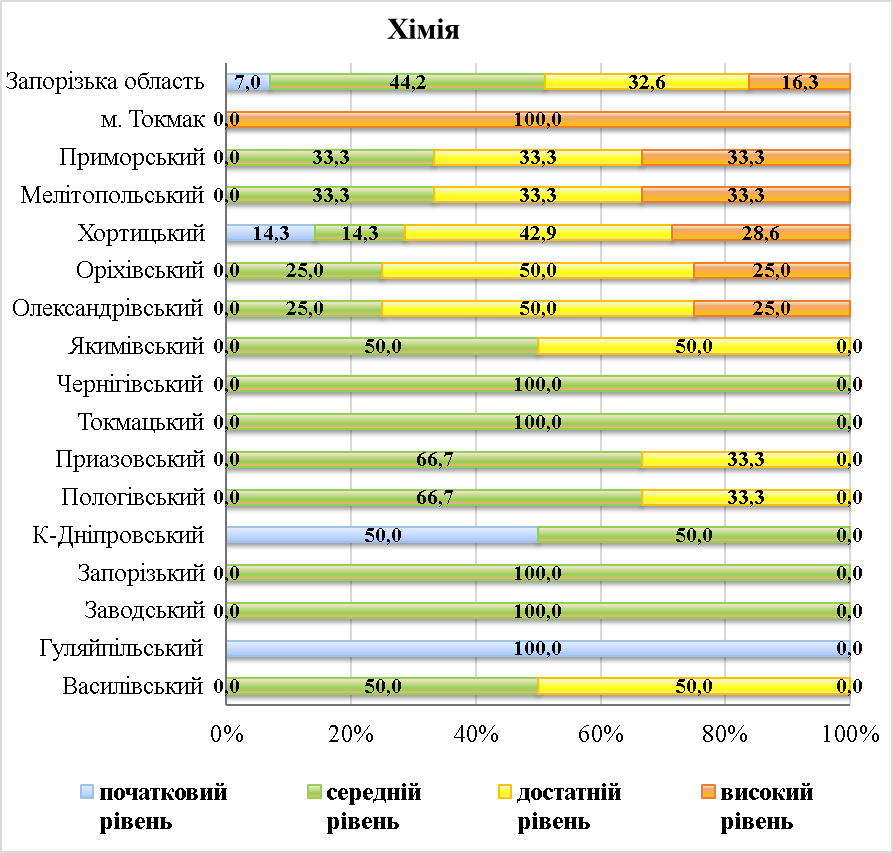 Хімія
Запорізька область 7,0 44,2 32,6 16,3
м. Токмак 0,0 100,0
Приморський 0,0 33,3 33,3 33,3
Мелітопольський 0,0 33,3 33,3 33,3
Хортицький 14,3 14,3 42,9 28,6
Оріхівський 0,0 25,0 50,0 25,0
Олександрівський 0,0 25,0 50,0 25,0
Якимівський 0,0 50,0 50,0 0,0
Чернігівський 0,0 100,0 0,0
Токмацький 0,0 100,0 0,0
Приазовський 0,0 66,7 33,3 0,0
Пологівський 0,0 66,7 33,3 0,0
К-Дніпровський 50,0 50,0 0,0
Запорізький 0,0 100,0 0,0
Заводський 0,0 100,0 0,0
Гуляйпільський 100,0 0,0
Василівський 0,0 50,0 50,0 0,0
0% 20% 40% 60% 80% 100%
початковий рівень
середній рівень
достатній рівень
високий рівень